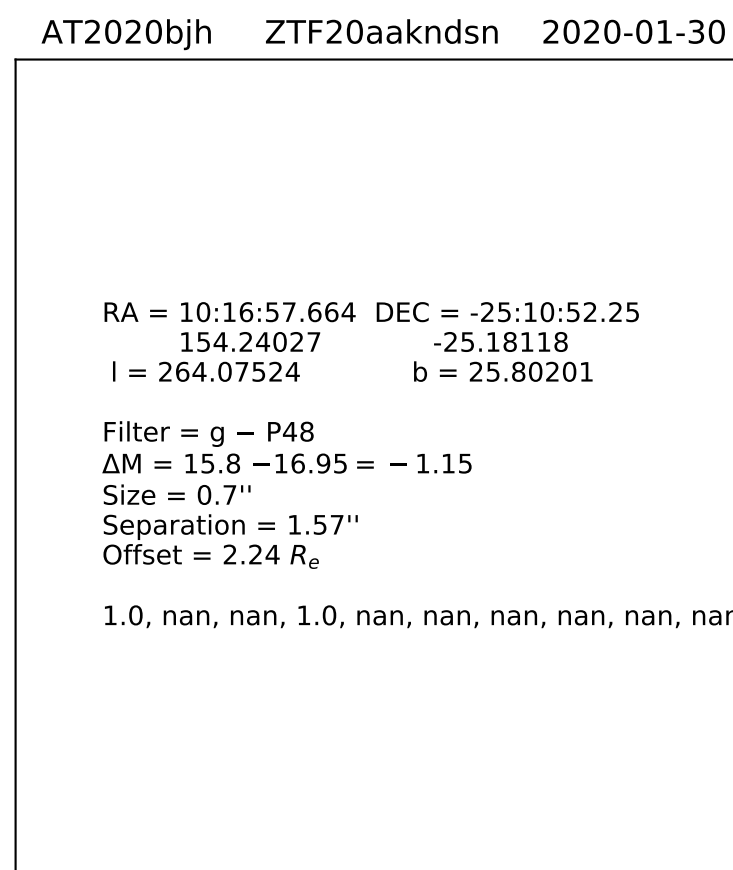 AT2020bjh ZTF20aakndsn 2020-01-30
RA = 10:16:57.664 DEC = -25:10:52.25
154.24027 -25.18118
l = 264.07524 b = 25.80201
Filter = g − P48
ΔM = 15.8 −16.95 = − 1.15
Size = 0.7''
Separation = 1.57''
Offset = 2.24 Rₑ
1.0, nan, nan, 1.0, nan, nan, nan, nan, nan,